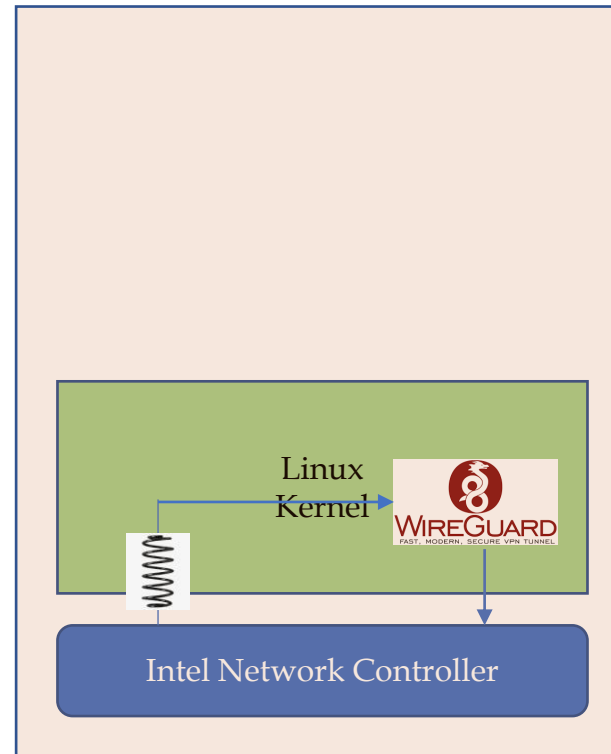 Linux
Kernel
WIREGUARD
FAST, MODERN, SECURE VPN TUNNEL
Intel Network Controller